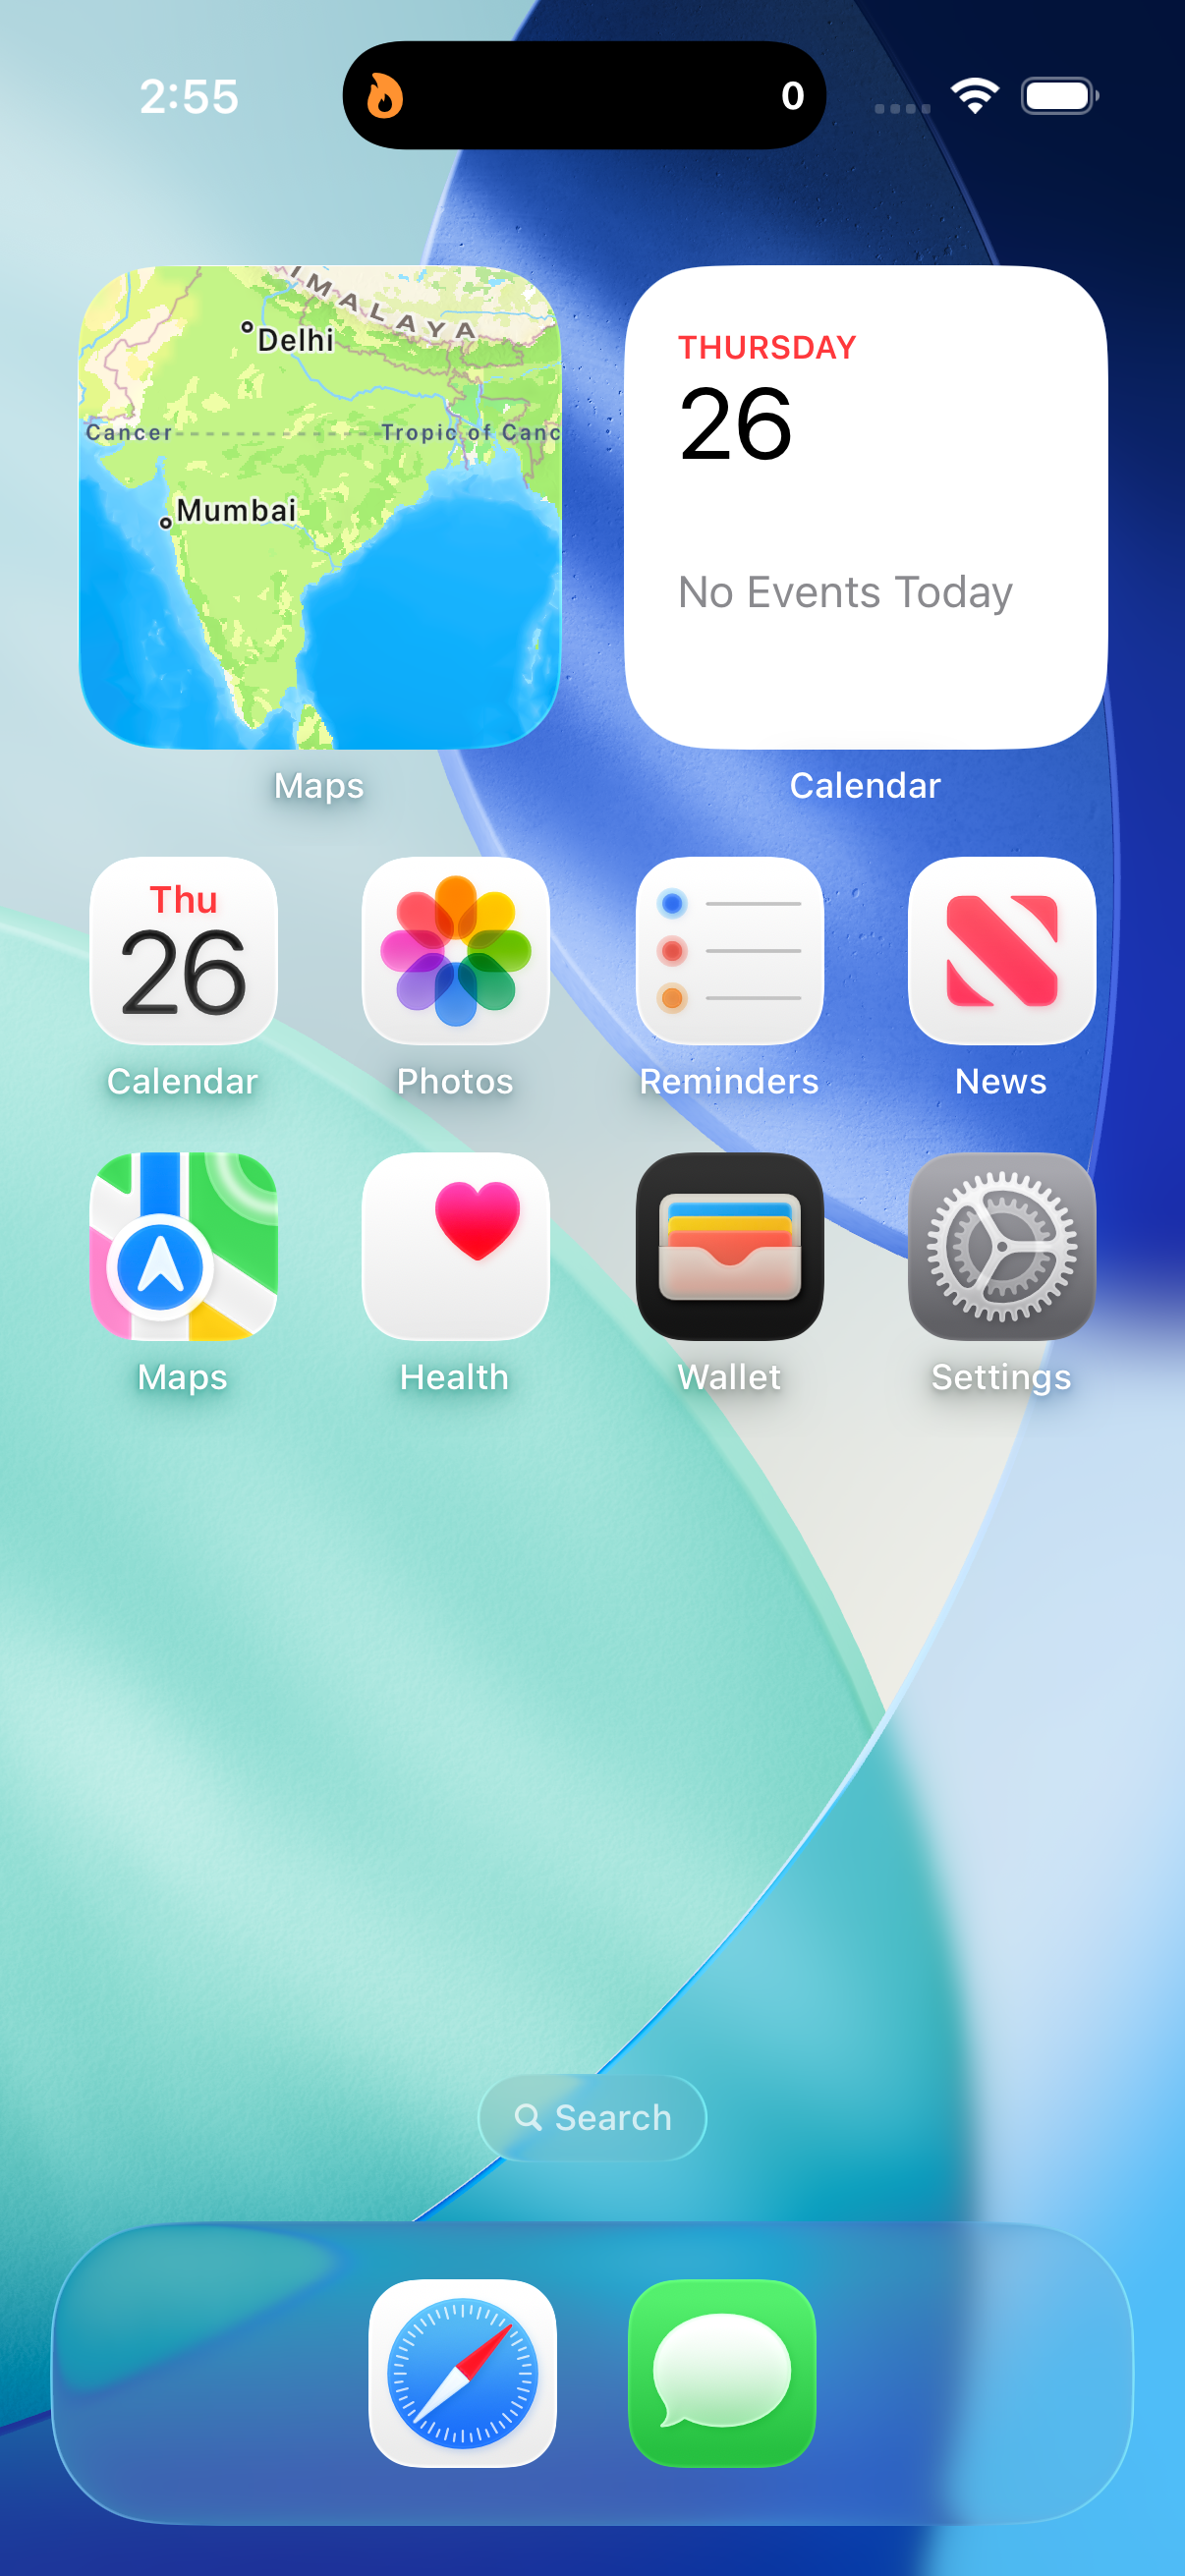 2:55
0
IMALAYA
Delhi
Cancer
Tropic of Canc
Mumbai
THURSDAY
26
No Events Today
Maps
Calendar
Thu
26
Calendar
Photos
Reminders
News
Maps
Health
Wallet
Settings
Search